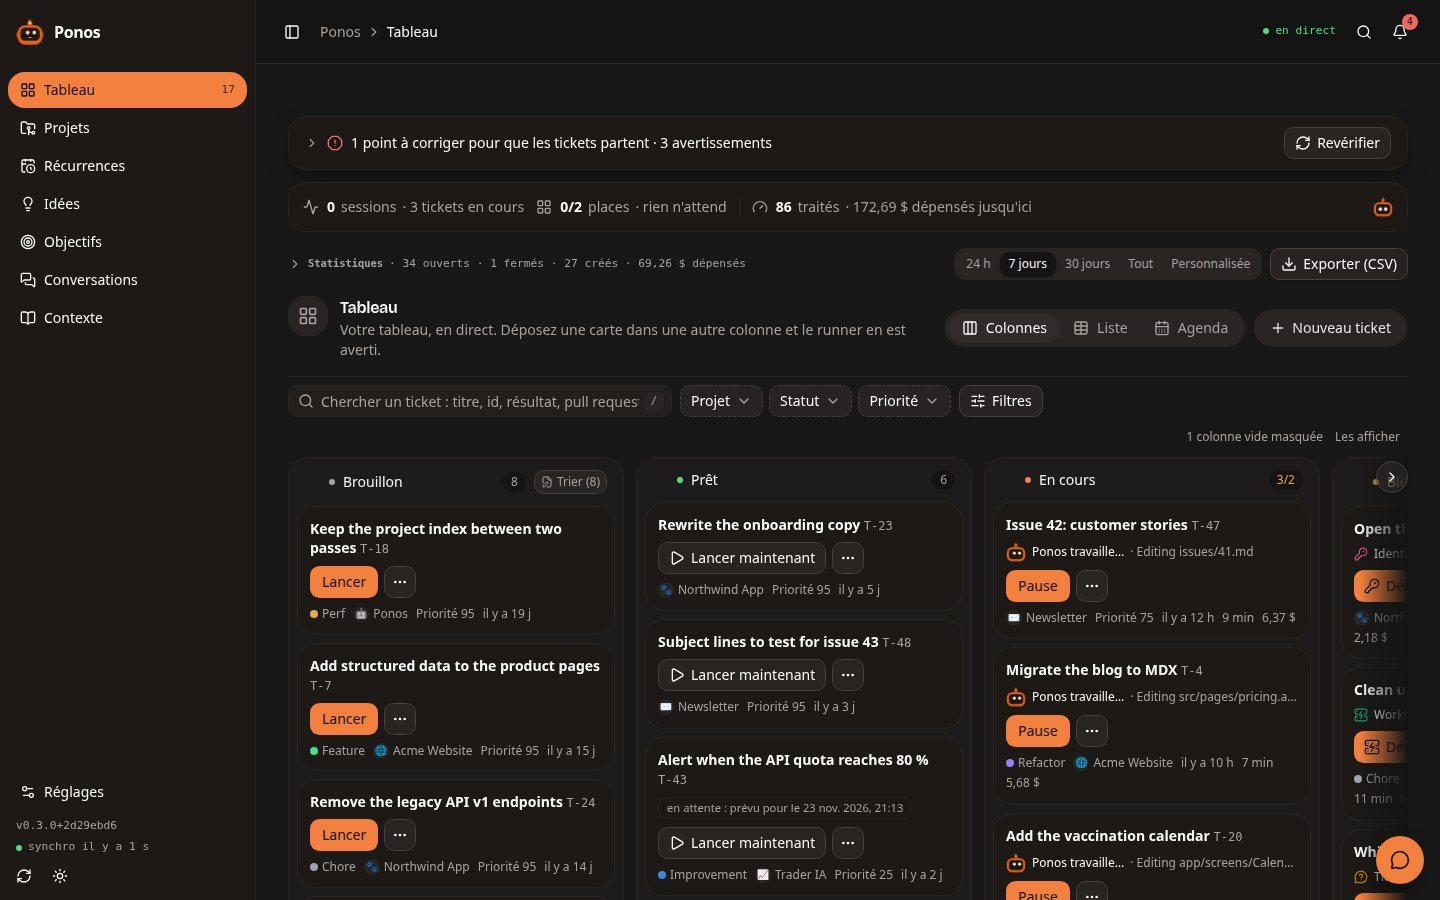 Ponos
Tableau 17
Projets
Récurrences
Idées
Objectifs
Conversations
Contexte
Réglages
v0.3.0+2d29ebd6
synchro il y a 1 s
Ponos > Tableau
en direct
4
1 point à corriger pour que les tickets partent · 3 avertissements
Revérifier
0 sessions · 3 tickets en cours 0/2 places · rien n'attend 86 traités · 172,69 $ dépensés jusqu'ici
Statistiques · 34 ouverts · 1 fermés · 27 créés · 69,26 $ dépensés
24 h 7 jours 30 jours Tout Personnalisée
Exporter (CSV)
Tableau
Votre tableau, en direct. Déposez une carte dans une autre colonne et le runner en est
averti.
Colonnes Liste Agenda
Nouveau ticket
Chercher un ticket : titre, id, résultat, pull request /
Projet Statut Priorité Filtres
1 colonne vide masquée Les afficher
Brouillon 8 Trier (8)
Keep the project index between two
passes T-18
Lancer ...
Perf Ponos Priorité 95 il y a 19 j
Add structured data to the product pages
T-7
Lancer ...
Feature Acme Website Priorité 95 il y a 15 j
Remove the legacy API v1 endpoints T-24
Lancer ...
Chore Northwind App Priorité 95 il y a 14 j
Prêt 6
Rewrite the onboarding copy T-23
Lancer maintenant ...
Northwind App Priorité 95 il y a 5 j
Subject lines to test for issue 43 T-48
Lancer maintenant ...
Newsletter Priorité 95 il y a 3 j
Alert when the API quota reaches 80 %
T-43
en attente : prévu pour le 23 nov. 2026, 21:13
Lancer maintenant ...
Improvement Trader IA Priorité 25 il y a 2 j
En cours 3/2
Issue 42: customer stories T-47
Ponos travaille... · Editing issues/41.md
Pause ...
Newsletter Priorité 75 il y a 12 h 9 min 6,37 $
Migrate the blog to MDX T-4
Ponos travaille... · Editing src/pages/pricing.a...
Pause ...
Refactor Acme Website il y a 10 h 7 min
5,68 $
Add the vaccination calendar T-20
Ponos travaille... · Editing app/screens/Calen...
Pause ...
Open
2,18 $
Clean
Chore
11 min